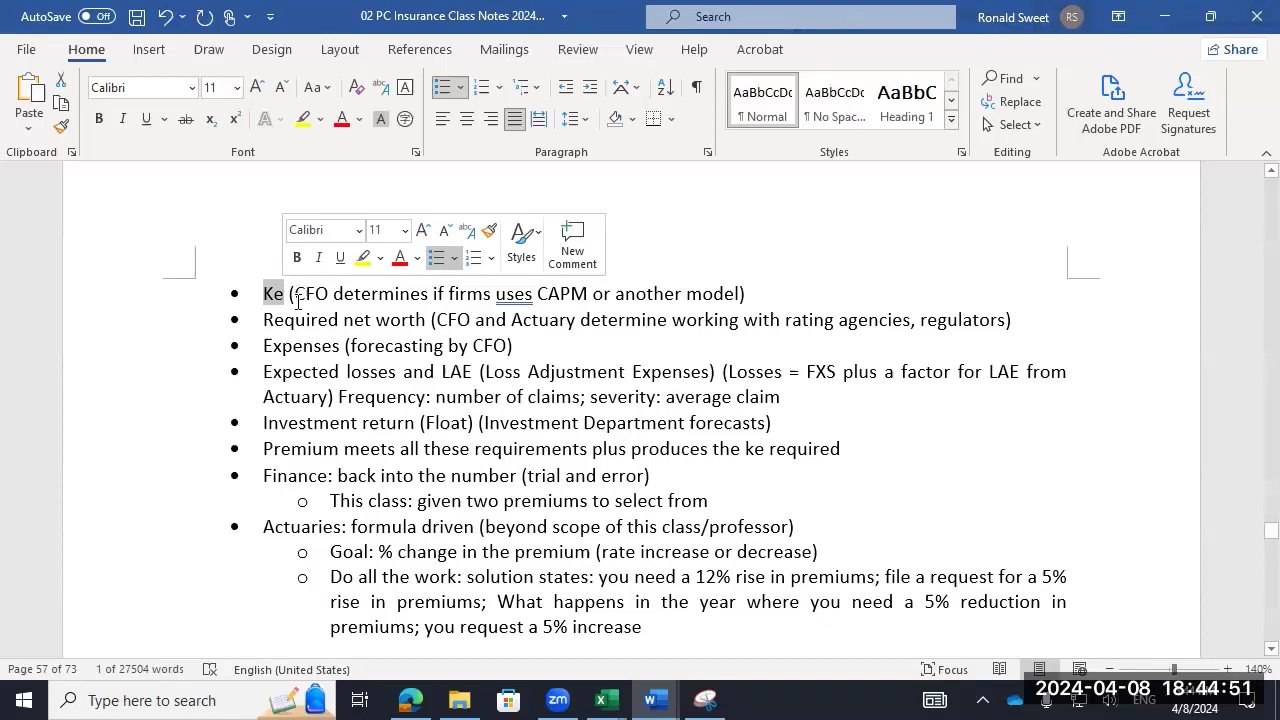 AutoSave Off 02 PC Insurance Class Notes 2024... Search Ronald Sweet RS
File Home Insert Draw Design Layout References Mailings Review View Help Acrobat Share
Paste Calibri 11 Aa AaBbCcDc AaBbCcDc AaBbC Find Replace Select Create and Share Request
¶ Normal ¶ No Spac... Heading 1 Adobe PDF Signatures
Clipboard Font Paragraph Styles Editing Adobe Acrobat
Calibri 11
Styles New
Comment
• Ke (CFO determines if firms uses CAPM or another model)
• Required net worth (CFO and Actuary determine working with rating agencies, regulators)
• Expenses (forecasting by CFO)
• Expected losses and LAE (Loss Adjustment Expenses) (Losses = FXS plus a factor for LAE from
Actuary) Frequency: number of claims; severity: average claim
• Investment return (Float) (Investment Department forecasts)
• Premium meets all these requirements plus produces the ke required
• Finance: back into the number (trial and error)
o This class: given two premiums to select from
• Actuaries: formula driven (beyond scope of this class/professor)
o Goal: % change in the premium (rate increase or decrease)
o Do all the work: solution states: you need a 12% rise in premiums; file a request for a 5%
rise in premiums; What happens in the year where you need a 5% reduction in
premiums; you request a 5% increase
Page 57 of 73 1 of 27504 words English (United States) Focus 140%
Type here to search 2024-04-08 18:44:51
ENG
4/8/2024